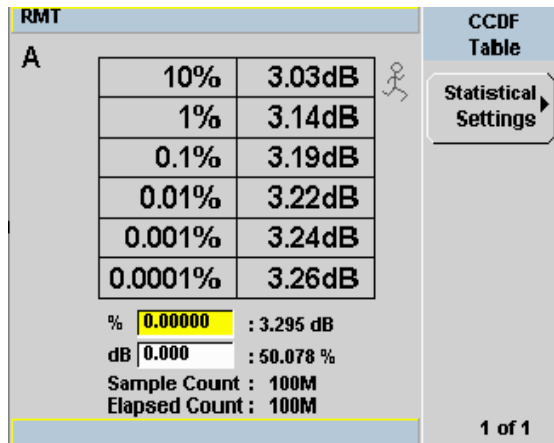 RMT
CCDF
Table
A
10% 3.03dB
1% 3.14dB
0.1% 3.19dB
0.01% 3.22dB
0.001% 3.24dB
0.0001% 3.26dB
Statistical
Settings
% 0.00000 : 3.295 dB
dB 0.000 : 50.078 %
Sample Count : 100M
Elapsed Count : 100M
1 of 1